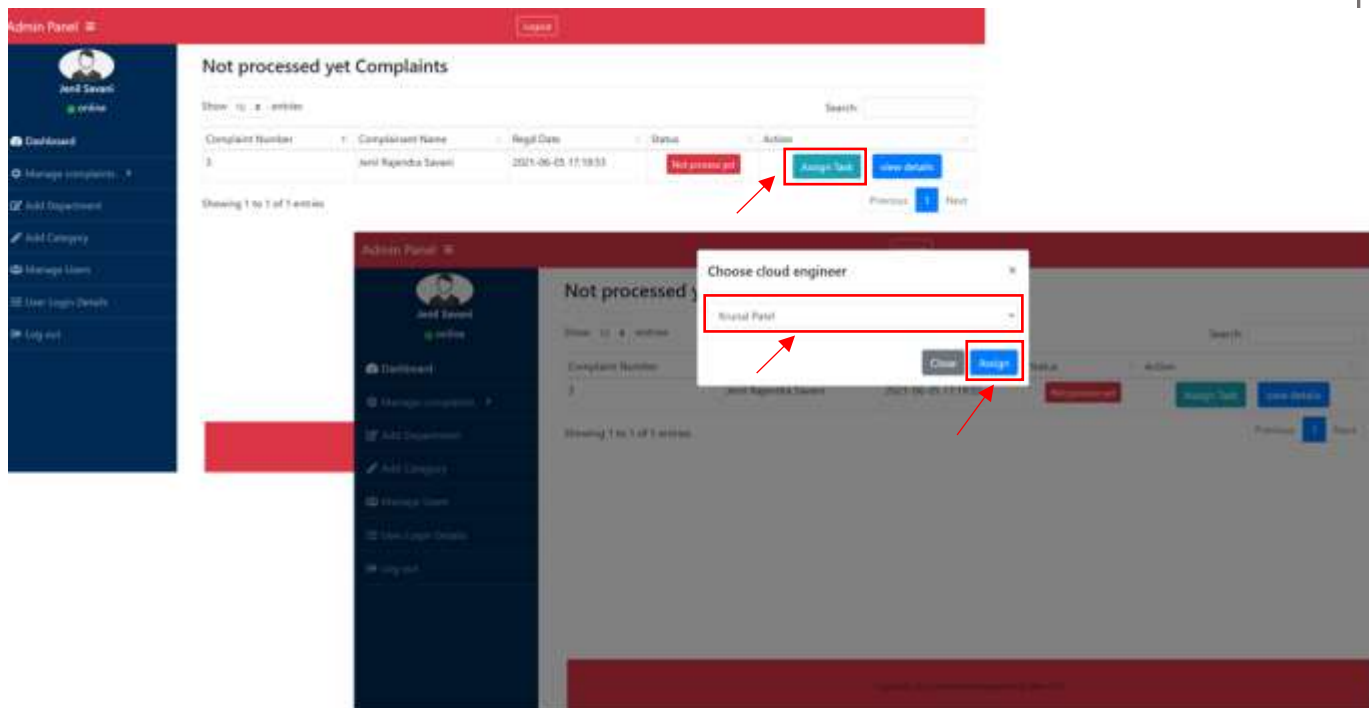 Admin Panel
Logout
Jenil Savani
online
Dashboard
Manage complaints
Add Department
Add Category
Manage Users
User Login Details
Log out
Not processed yet Complaints
Show 10 entries
Search:
Complaint Number Complainant Name Regd Date Status Action
3 Jenil Rajendra Savani 2021-06-05 17:19:53 Not process yet Assign Task view details
Showing 1 to 1 of 1 entries
Previous 1 Next
Admin Panel
Jenil Savani
online
Dashboard
Manage complaints
Add Department
Add Category
Manage Users
User Login Details
Log out
Not processed y
Show 10 entries
Search:
Choose cloud engineer ×
Krunal Patel
Close Assign
Complaint Number Status Action
3 Jenil Rajendra Savani Not process yet Assign Task view details
Showing 1 to 1 of 1 entries
Previous 1 Next